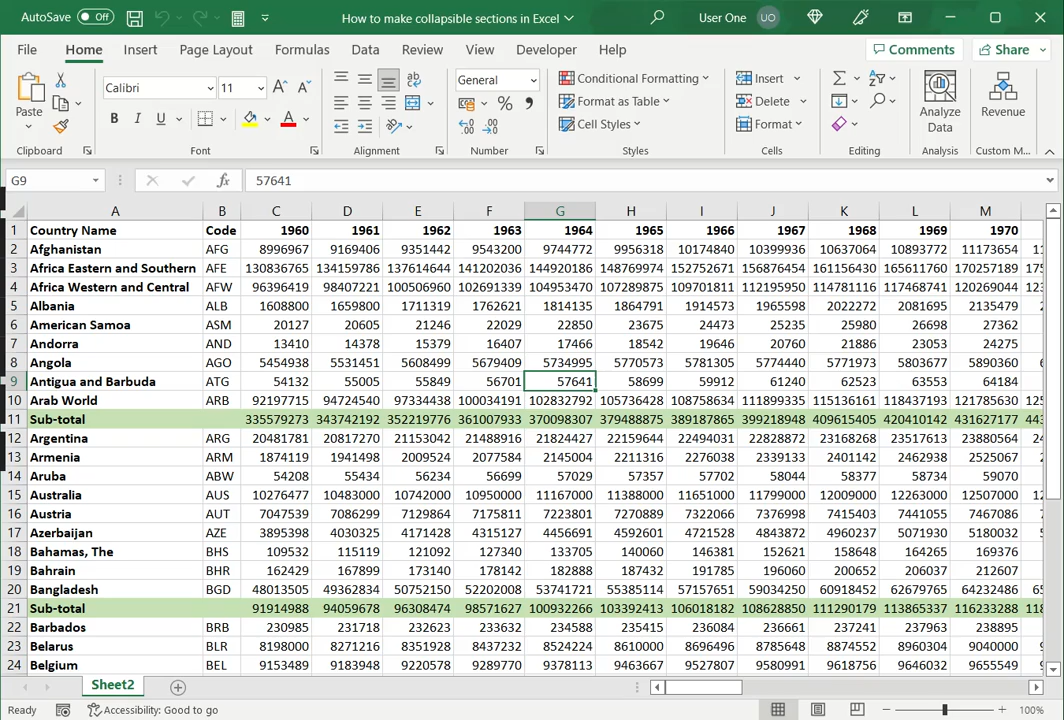 AutoSave Off How to make collapsible sections in Excel User One UO
File Home Insert Page Layout Formulas Data Review View Developer Help Comments Share
Paste Calibri 11 General Conditional Formatting Format as Table Cell Styles Insert Delete Format Analyze Data Revenue
Clipboard Font Alignment Number Styles Cells Editing Analysis Custom M...
G9 fx 57641
A B C D E F G H I J K L M
1 Country Name Code 1960 1961 1962 1963 1964 1965 1966 1967 1968 1969 1970
2 Afghanistan AFG 8996967 9169406 9351442 9543200 9744772 9956318 10174840 10399936 10637064 10893772 11173654 11
3 Africa Eastern and Southern AFE 130836765 134159786 137614644 141202036 144920186 148769974 152752671 156876454 161156430 165611760 170257189 175
4 Africa Western and Central AFW 96396419 98407221 100506960 102691339 104953470 107289875 109701811 112195950 114781116 117468741 120269044 123
5 Albania ALB 1608800 1659800 1711319 1762621 1814135 1864791 1914573 1965598 2022272 2081695 2135479
6 American Samoa ASM 20127 20605 21246 22029 22850 23675 24473 25235 25980 26698 27362
7 Andorra AND 13410 14378 15379 16407 17466 18542 19646 20760 21886 23053 24275
8 Angola AGO 5454938 5531451 5608499 5679409 5734995 5770573 5781305 5774440 5771973 5803677 5890360
9 Antigua and Barbuda ATG 54132 55005 55849 56701 57641 58699 59912 61240 62523 63553 64184
10 Arab World ARB 92197715 94724540 97334438 100034191 102832792 105736428 108758634 111899335 115136161 118437193 121785630 125
11 Sub-total 335579273 343742192 352219776 361007933 370098307 379488875 389187865 399218948 409615405 420410142 431627177 443
12 Argentina ARG 20481781 20817270 21153042 21488916 21824427 22159644 22494031 22828872 23168268 23517613 23880564 24
13 Armenia ARM 1874119 1941498 2009524 2077584 2145004 2211316 2276038 2339133 2401142 2462938 2525067
14 Aruba ABW 54208 55434 56234 56699 57029 57357 57702 58044 58377 58734 59070
15 Australia AUS 10276477 10483000 10742000 10950000 11167000 11388000 11651000 11799000 12009000 12263000 12507000 12
16 Austria AUT 7047539 7086299 7129864 7175811 7223801 7270889 7322066 7376998 7415403 7441055 7467086
17 Azerbaijan AZE 3895398 4030325 4171428 4315127 4456691 4592601 4721528 4843872 4960237 5071930 5180032
18 Bahamas, The BHS 109532 115119 121092 127340 133705 140060 146381 152621 158648 164265 169376
19 Bahrain BHR 162429 167899 173140 178142 182888 187432 191785 196060 200652 206037 212607
20 Bangladesh BGD 48013505 49362834 50752150 52202008 53741721 55385114 57157651 59034250 60918452 62679765 64232486 65
21 Sub-total 91914988 94059678 96308474 98571627 100932266 103392413 106018182 108628850 111290179 113865337 116233288 118
22 Barbados BRB 230985 231718 232623 233632 234588 235415 236084 236661 237241 237963 238895
23 Belarus BLR 8198000 8271216 8351928 8437232 8524224 8610000 8696496 8785648 8874552 8960304 9040000
24 Belgium BEL 9153489 9183948 9220578 9289770 9378113 9463667 9527807 9580991 9618756 9646032 9655549
Sheet2
Ready Accessibility: Good to go 100%